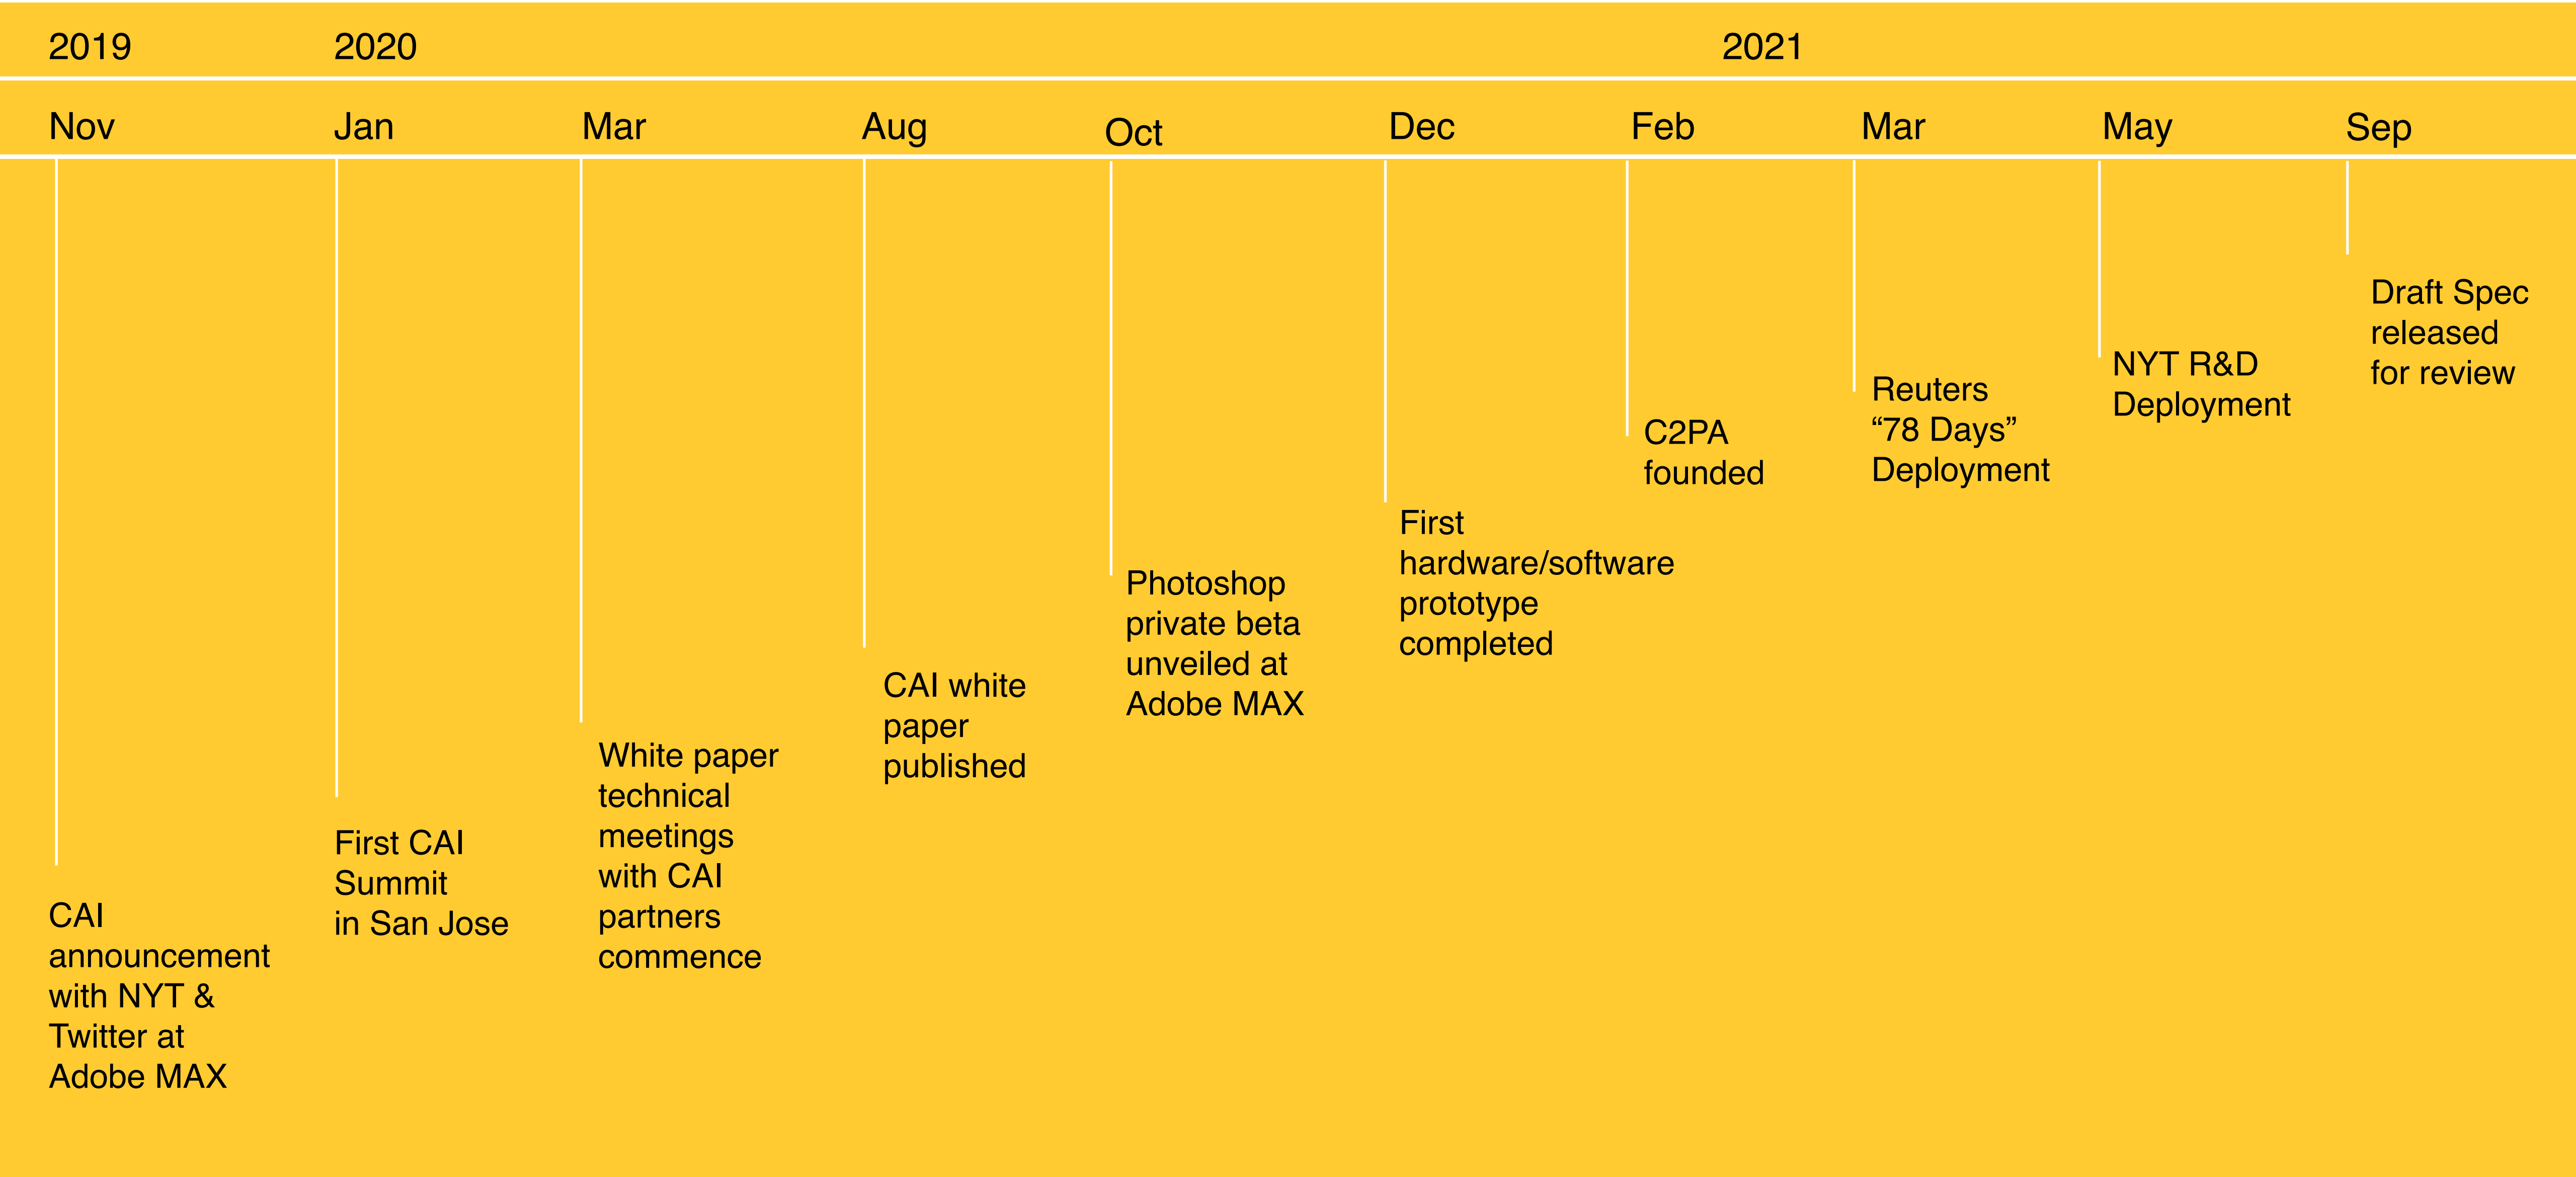 2019
2020
2021
Nov
Jan
Mar
Aug
Oct
Dec
Feb
Mar
May
Sep
CAI
announcement
with NYT &
Twitter at
Adobe MAX
First CAI
Summit
in San Jose
White paper
technical
meetings
with CAI
partners
commence
CAI white
paper
published
Photoshop
private beta
unveiled at
Adobe MAX
First
hardware/software
prototype
completed
C2PA
founded
Reuters
“78 Days”
Deployment
NYT R&D
Deployment
Draft Spec
released
for review